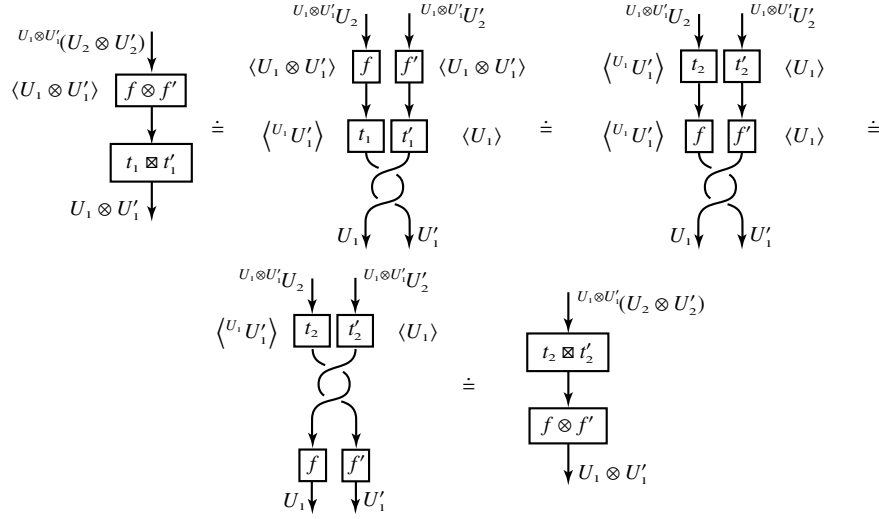 U₁⊗U′₁(U₂ ⊗ U′₂) U₁⊗U′₁U₂ U₁⊗U′₁U′₂ U₁⊗U′₁U₂ U₁⊗U′₁U′₂
⟨U₁ ⊗ U′₁⟩ f ⊗ f′ ⟨U₁ ⊗ U′₁⟩ f f′ ⟨U₁ ⊗ U′₁⟩ ⟨U₁U′₁⟩ t₂ t′₂ ⟨U₁⟩
≐ ⟨U₁U′₁⟩ t₁ t′₁ ⟨U₁⟩ ≐ ⟨U₁U′₁⟩ f f′ ⟨U₁⟩ ≐
t₁ ⊠ t′₁
U₁ ⊗ U′₁ U₁ U′₁ U₁ U′₁
U₁⊗U′₁U₂ U₁⊗U′₁U′₂ U₁⊗U′₁(U₂ ⊗ U′₂)
⟨U₁U′₁⟩ t₂ t′₂ ⟨U₁⟩ t₂ ⊠ t′₂
≐
f ⊗ f′
f f′
U₁ U′₁ U₁ ⊗ U′₁